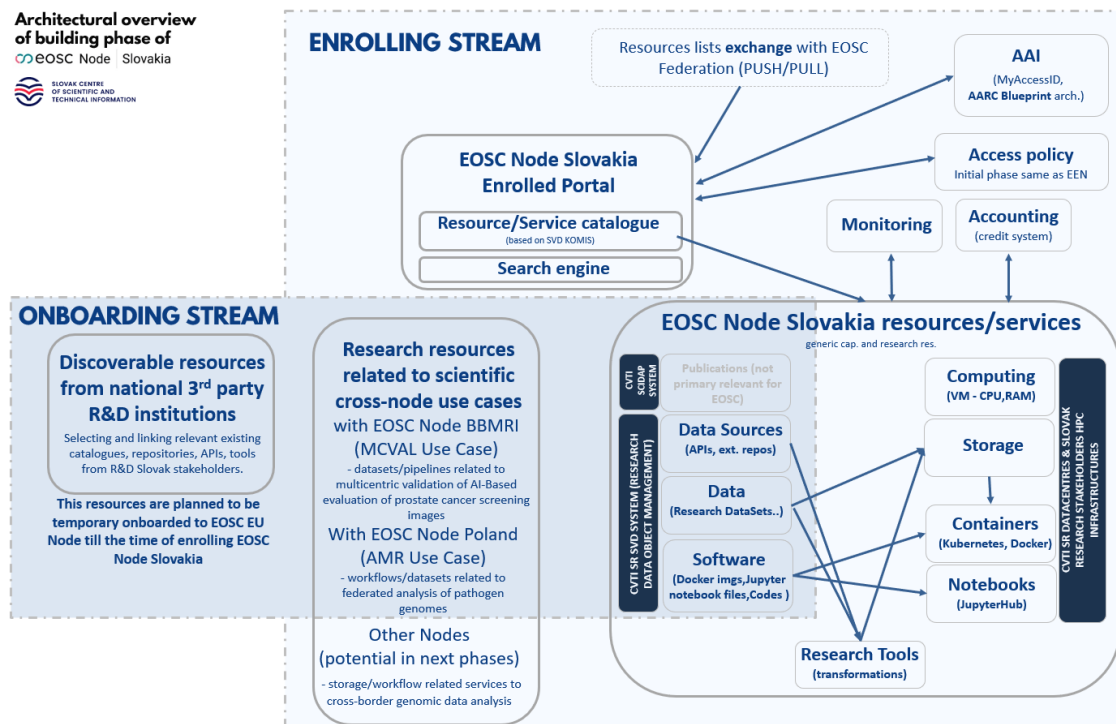 Architectural overview
of building phase of
eosc Node Slovakia
SLOVAK CENTRE
OF SCIENTIFIC AND
TECHNICAL INFORMATION
ENROLLING STREAM
Resources lists exchange with EOSC
Federation (PUSH/PULL)
AAI
(MyAccessID,
AARC Blueprint arch.)
EOSC Node Slovakia
Enrolled Portal
Resource/Service catalogue
(based on SVD KOMIS)
Search engine
Access policy
Initial phase same as EEN
Monitoring
Accounting
(credit system)
ONBOARDING STREAM
Discoverable resources
from national 3rd party
R&D institutions
Selecting and linking relevant existing
catalogues, repositories, APIs, tools
from R&D Slovak stakeholders.
This resources are planned to be
temporary onboarded to EOSC EU
Node till the time of enrolling EOSC
Node Slovakia
Research resources
related to scientific
cross-node use cases
with EOSC Node BBMRI
(MCVAL Use Case)
- datasets/pipelines related to
multicentric validation of AI-Based
evaluation of prostate cancer screening
images
With EOSC Node Poland
(AMR Use Case)
- workflows/datasets related to
federated analysis of pathogen
genomes
Other Nodes
(potential in next phases)
- storage/workflow related services to
cross-border genomic data analysis
EOSC Node Slovakia resources/services
generic cap. and research res.
CVTI
SCIDAP
SYSTEM
Publications (not
primary relevant for
EOSC)
CVTI SR SVD SYSTEM (RESEARCH
DATA OBJECT MANAGEMENT)
Data Sources
(APIs, ext. repos)
Data
(Research DataSets..)
Software
(Docker imgs,Jupyter
notebook files,Codes )
Computing
(VM - CPU,RAM)
Storage
Containers
(Kubernetes, Docker)
Notebooks
(JupyterHub)
CVTI SR DATACENTRES & SLOVAK
RESEARCH STAKEHOLDERS HPC
INFRASTRUCTURES
Research Tools
(transformations)